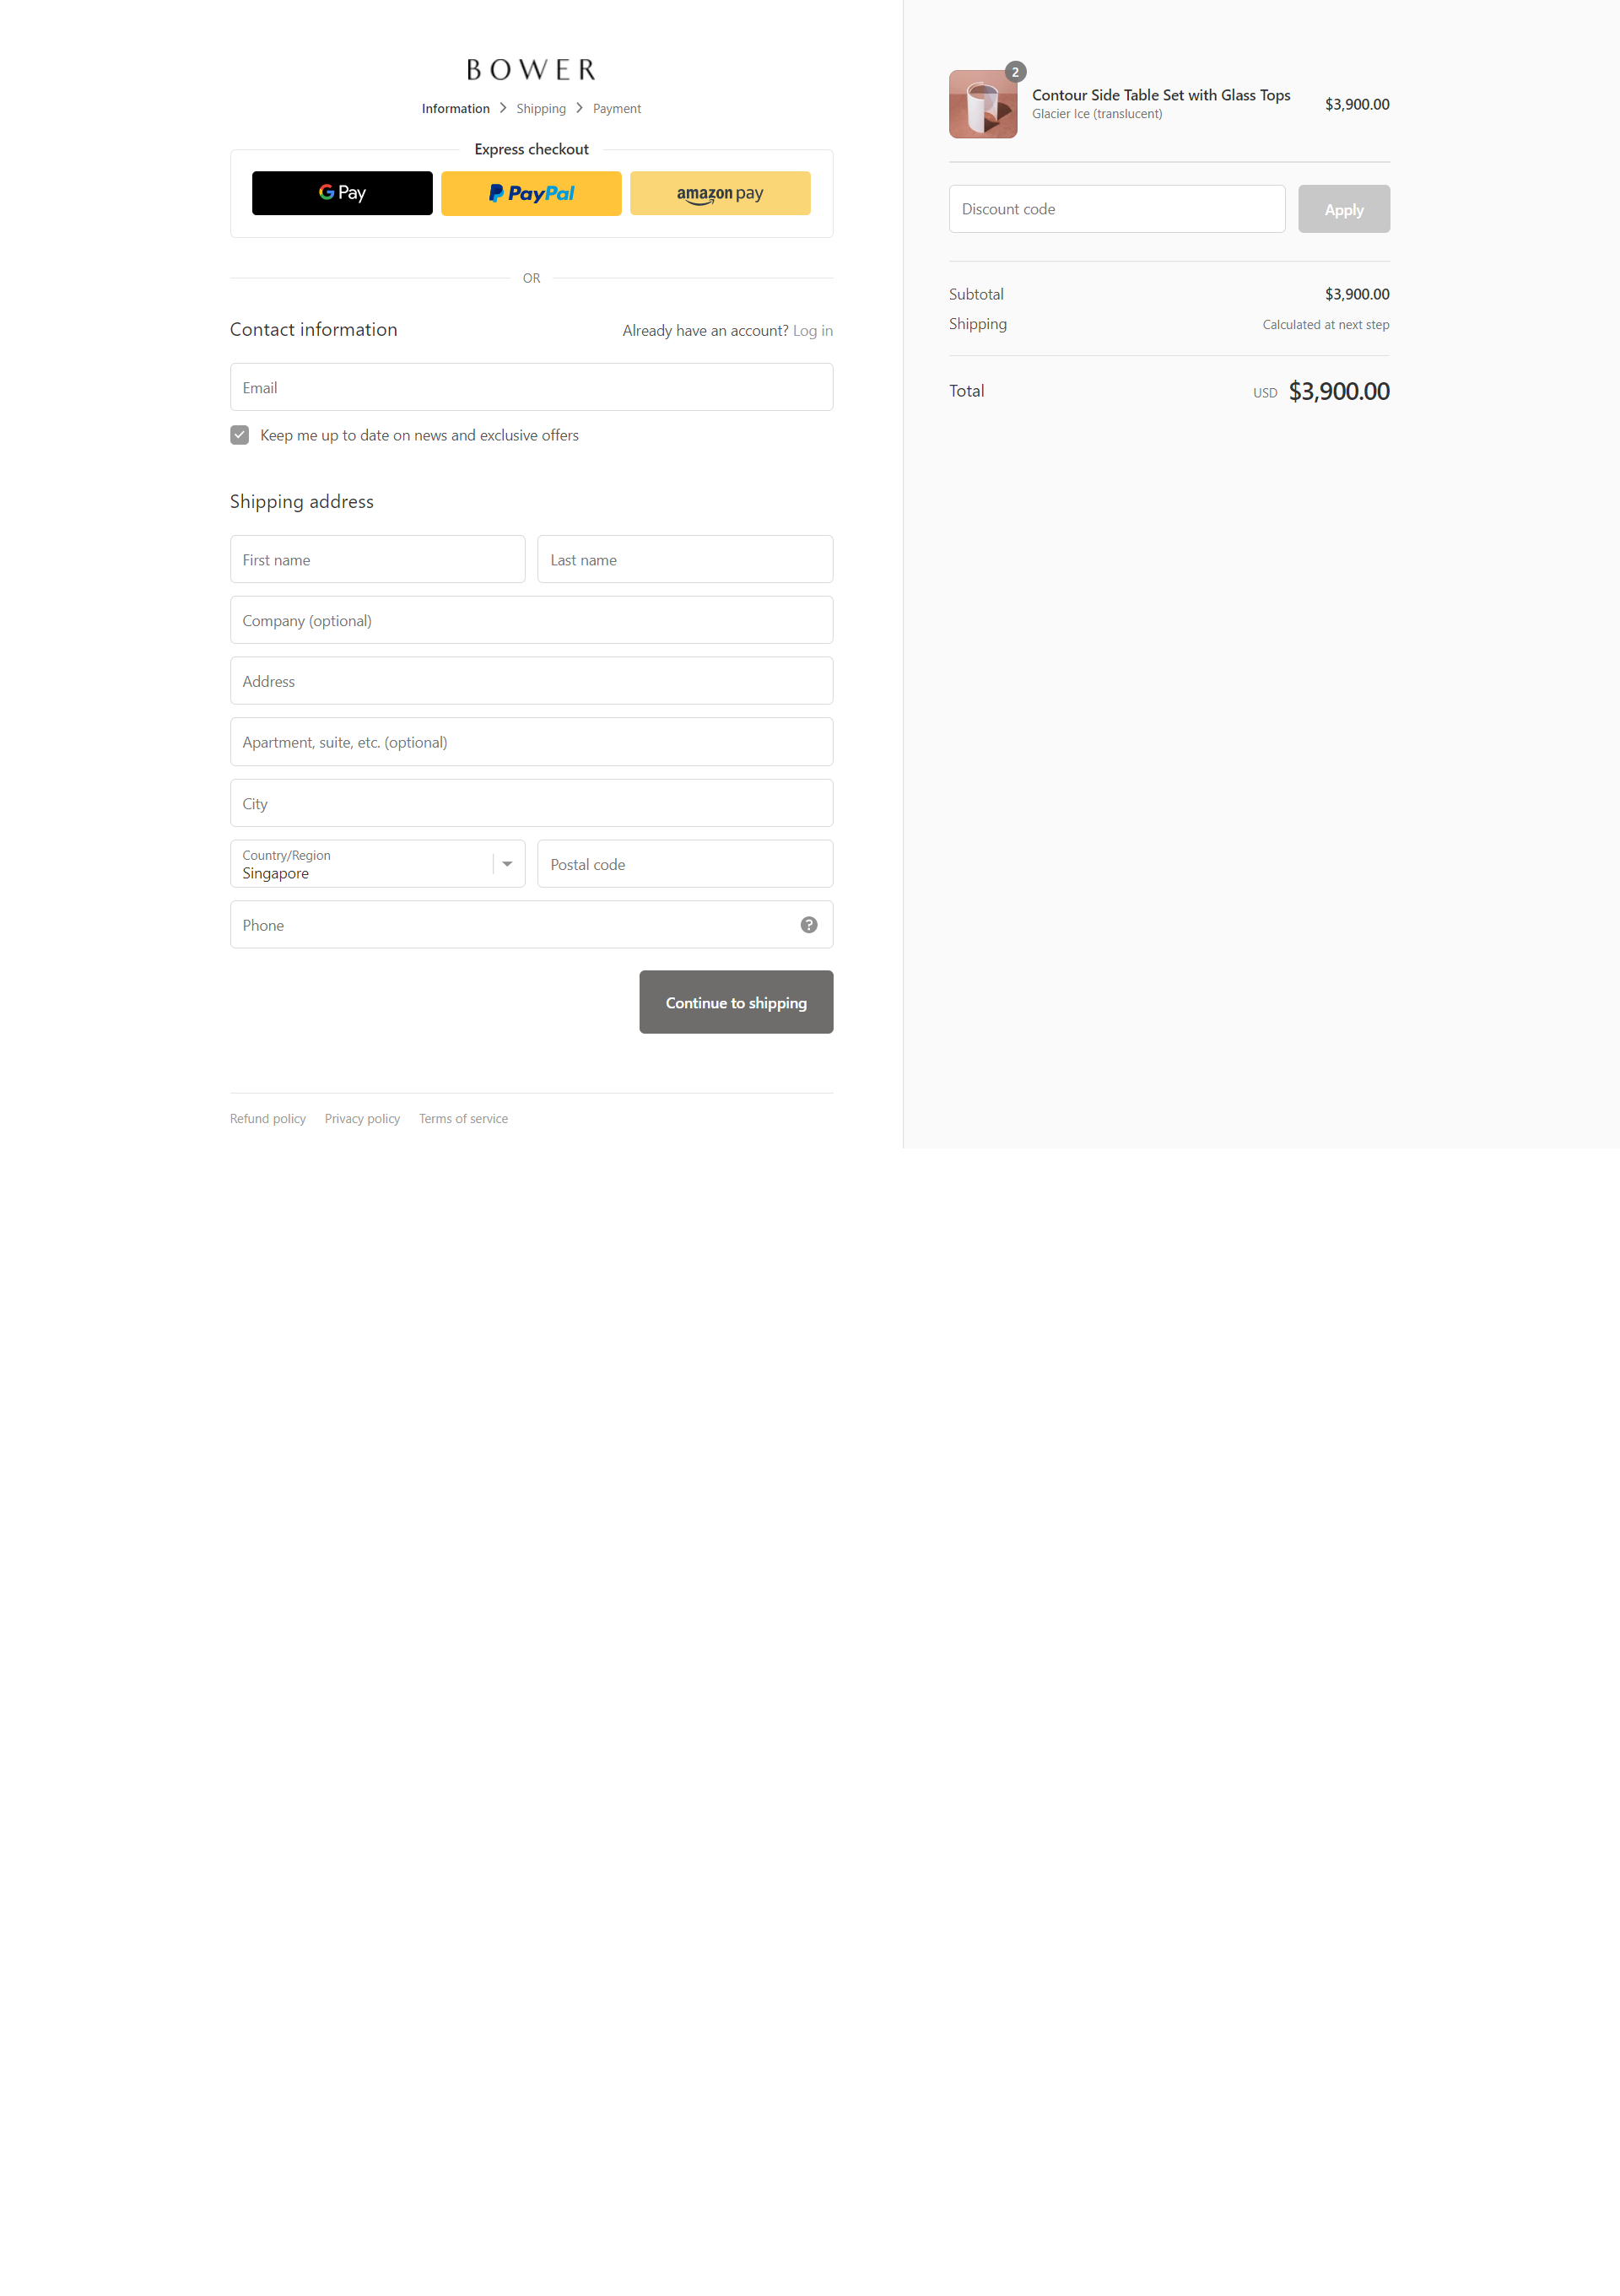 BOWER
Information > Shipping > Payment
Express checkout
G Pay
PayPal
amazon pay
OR
Contact information
Already have an account? Log in
Email
Keep me up to date on news and exclusive offers
Shipping address
First name
Last name
Company (optional)
Address
Apartment, suite, etc. (optional)
City
Country/Region
Singapore
Postal code
Phone
?
Continue to shipping
Refund policy
Privacy policy
Terms of service
2
Contour Side Table Set with Glass Tops
Glacier Ice (translucent)
$3,900.00
Discount code
Apply
Subtotal
$3,900.00
Shipping
Calculated at next step
Total
USD $3,900.00